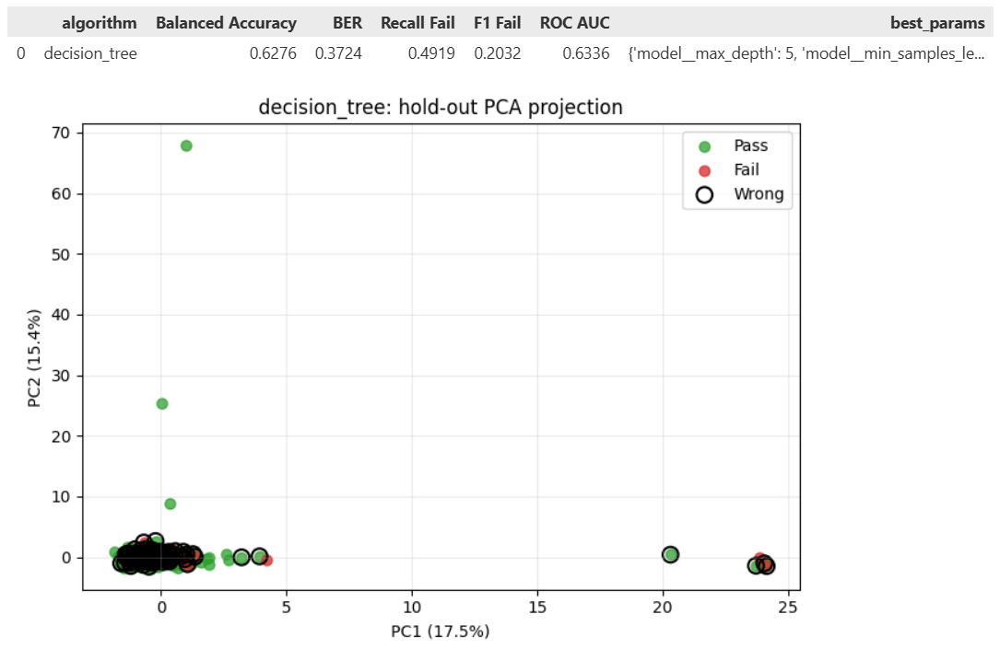 algorithm Balanced Accuracy BER Recall Fail F1 Fail ROC AUC best_params
0 decision_tree 0.6276 0.3724 0.4919 0.2032 0.6336 {'model__max_depth': 5, 'model__min_samples_le...
decision_tree: hold-out PCA projection
70
60
50
40
30
20
10
0
PC2 (15.4%)
Pass
Fail
Wrong
0 5 10 15 20 25
PC1 (17.5%)